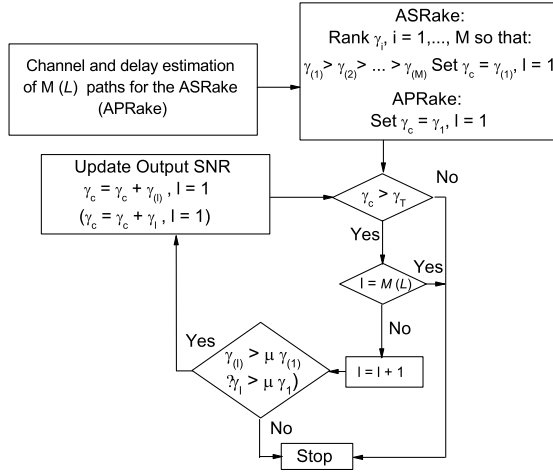 Channel and delay estimation
of M (L) paths for the ASRake
(APRake)
ASRake:
Rank γi, i = 1,..., M so that:
γ(1)> γ(2)> ... > γ(M) Set γc = γ(1), l = 1
APRake:
Set γc = γ1, l = 1
Update Output SNR
γc = γc + γ(l) , l = 1
(γc = γc + γl , l = 1)
γc > γT
No
Yes
l = M (L)
Yes
No
l = l + 1
γ(l) > μ γ(1)
?γl > μ γ1)
Yes
No
Stop